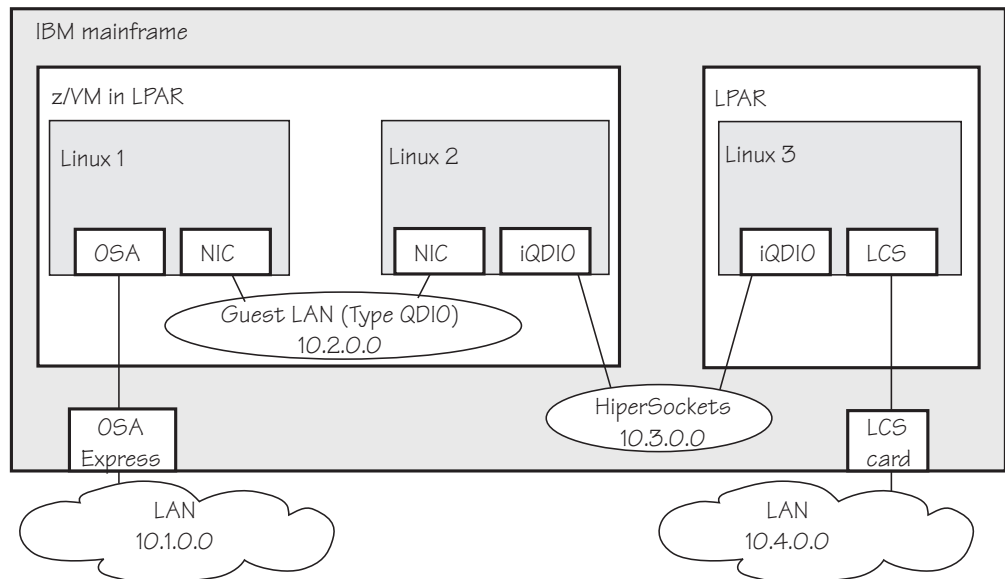 IBM mainframe
z/VM in LPAR
LPAR
Linux 1
Linux 2
Linux 3
OSA
NIC
NIC
iQDIO
iQDIO
LCS
Guest LAN (Type QDIO)
10.2.0.0
HiperSockets
10.3.0.0
OSA
Express
LCS
card
LAN
10.1.0.0
LAN
10.4.0.0